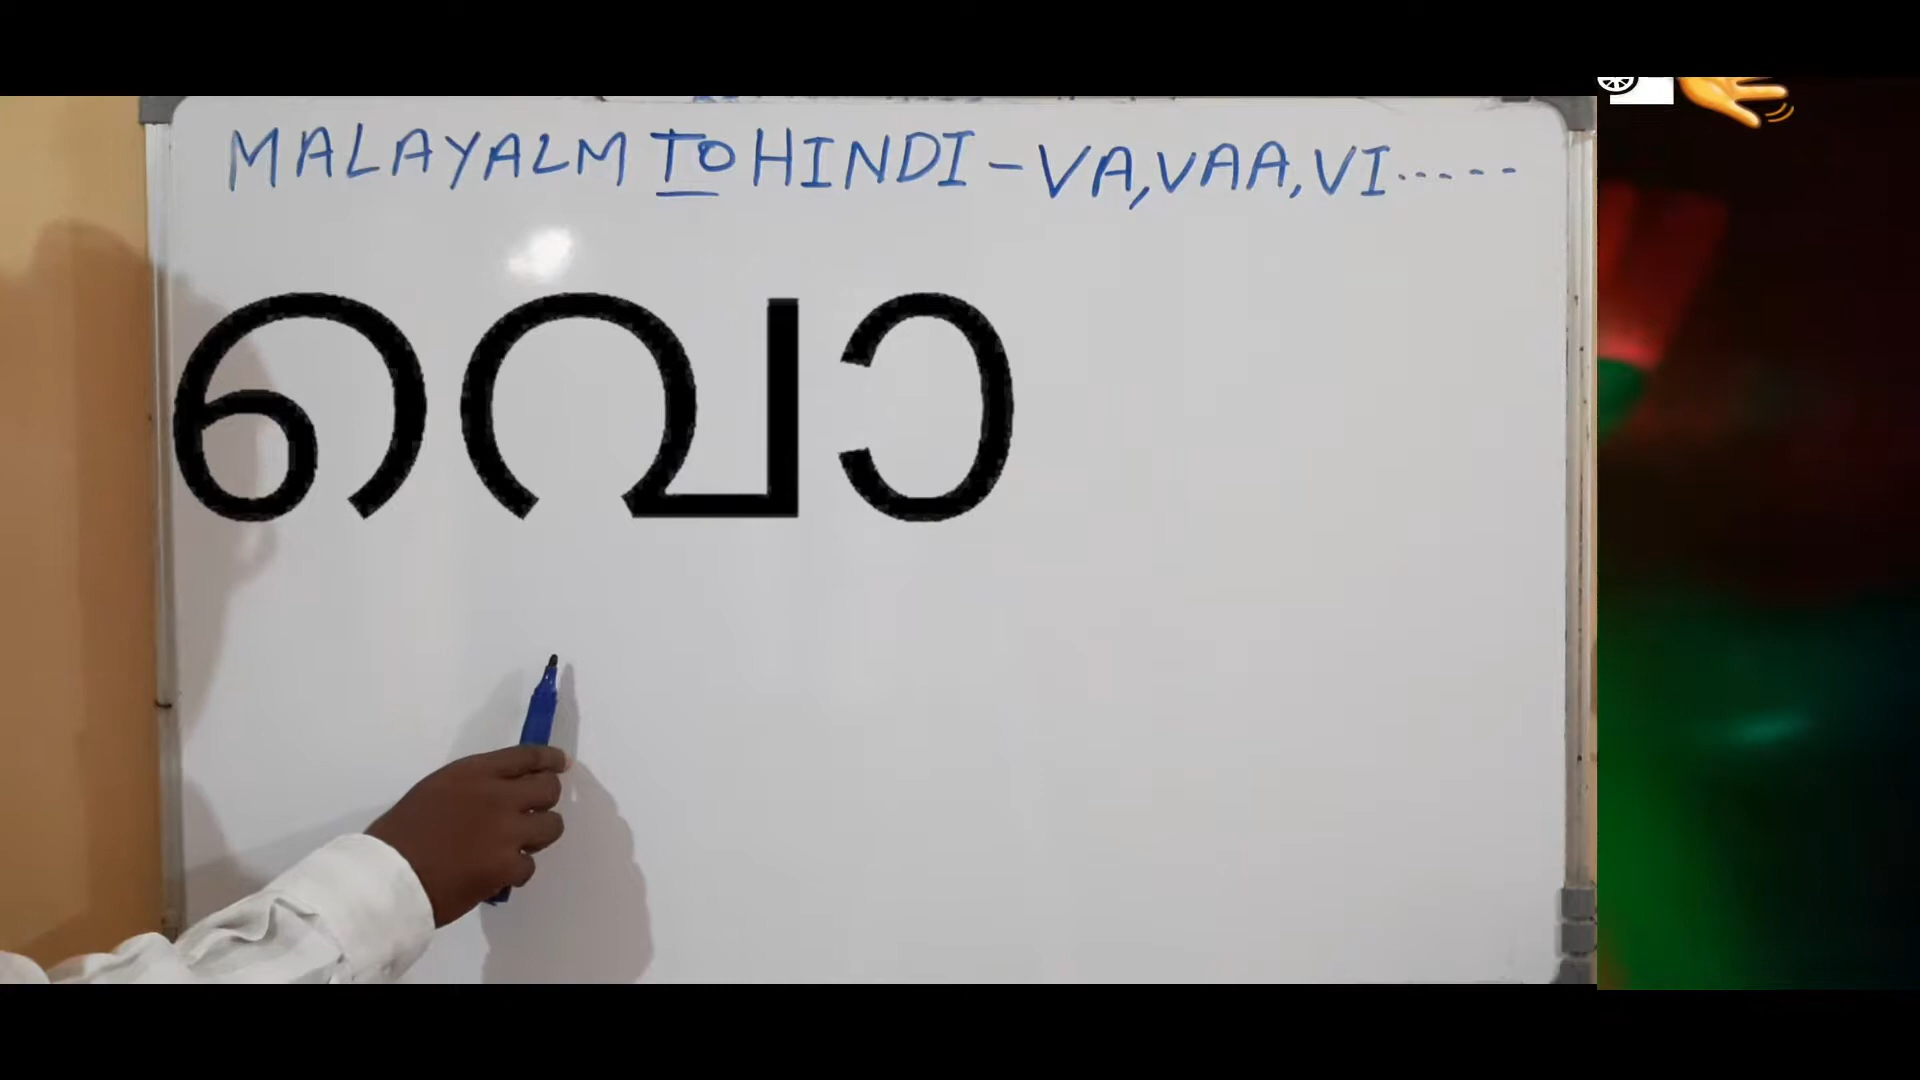 MALAYALM TO HINDI - VA, VAA, VI.....
വൊ